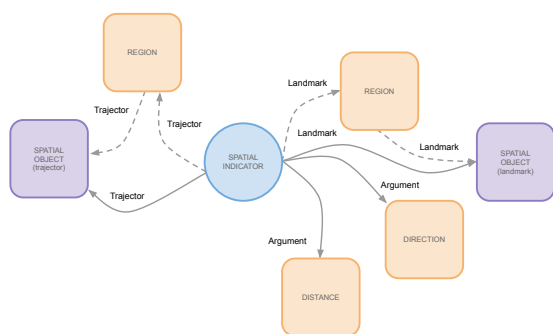 REGION
Trajector
Trajector
SPATIAL
OBJECT
(trajector)
Trajector
SPATIAL
INDICATOR
Landmark
REGION
Landmark
Landmark
SPATIAL
OBJECT
(landmark)
Argument
DIRECTION
Argument
DISTANCE